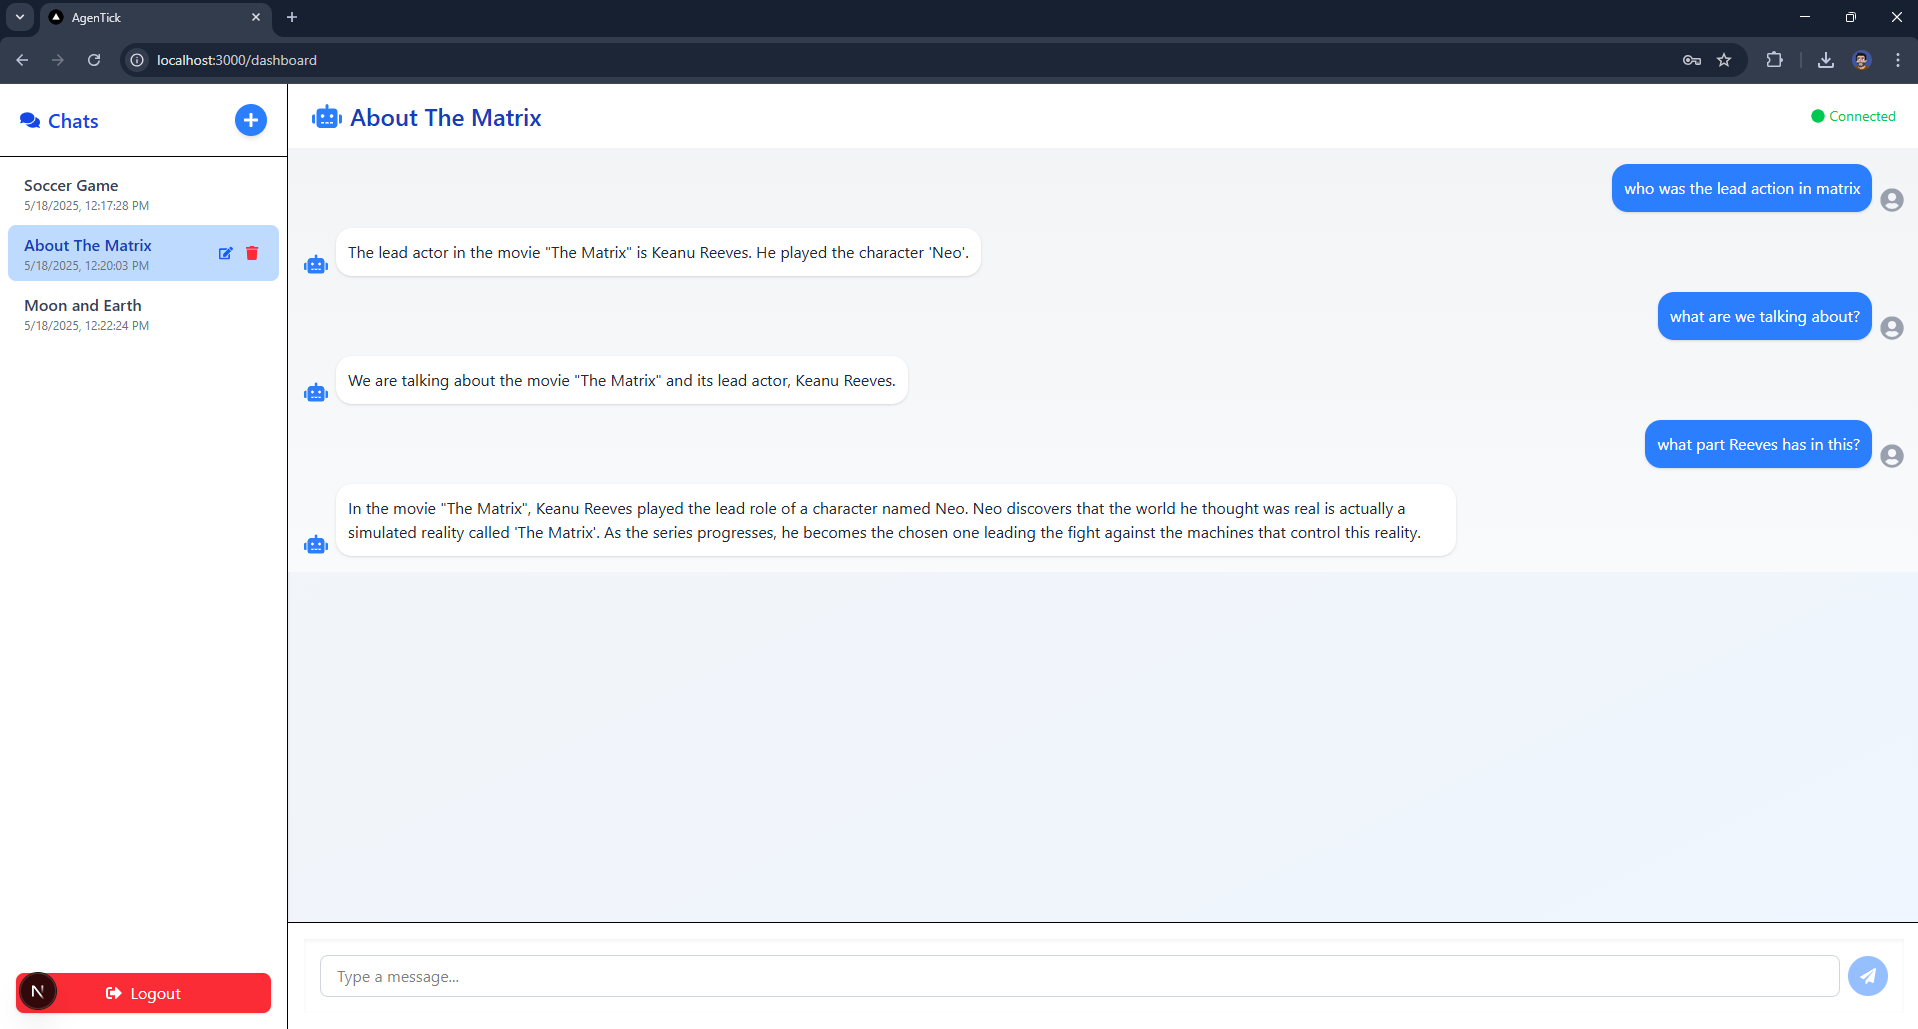 AgenTick
localhost:3000/dashboard
Chats
Soccer Game
5/18/2025, 12:17:28 PM
About The Matrix
5/18/2025, 12:20:03 PM
Moon and Earth
5/18/2025, 12:22:24 PM
N
Logout
About The Matrix
Connected
who was the lead action in matrix
The lead actor in the movie "The Matrix" is Keanu Reeves. He played the character 'Neo'.
what are we talking about?
We are talking about the movie "The Matrix" and its lead actor, Keanu Reeves.
what part Reeves has in this?
In the movie "The Matrix", Keanu Reeves played the lead role of a character named Neo. Neo discovers that the world he thought was real is actually a
simulated reality called 'The Matrix'. As the series progresses, he becomes the chosen one leading the fight against the machines that control this reality.
Type a message...